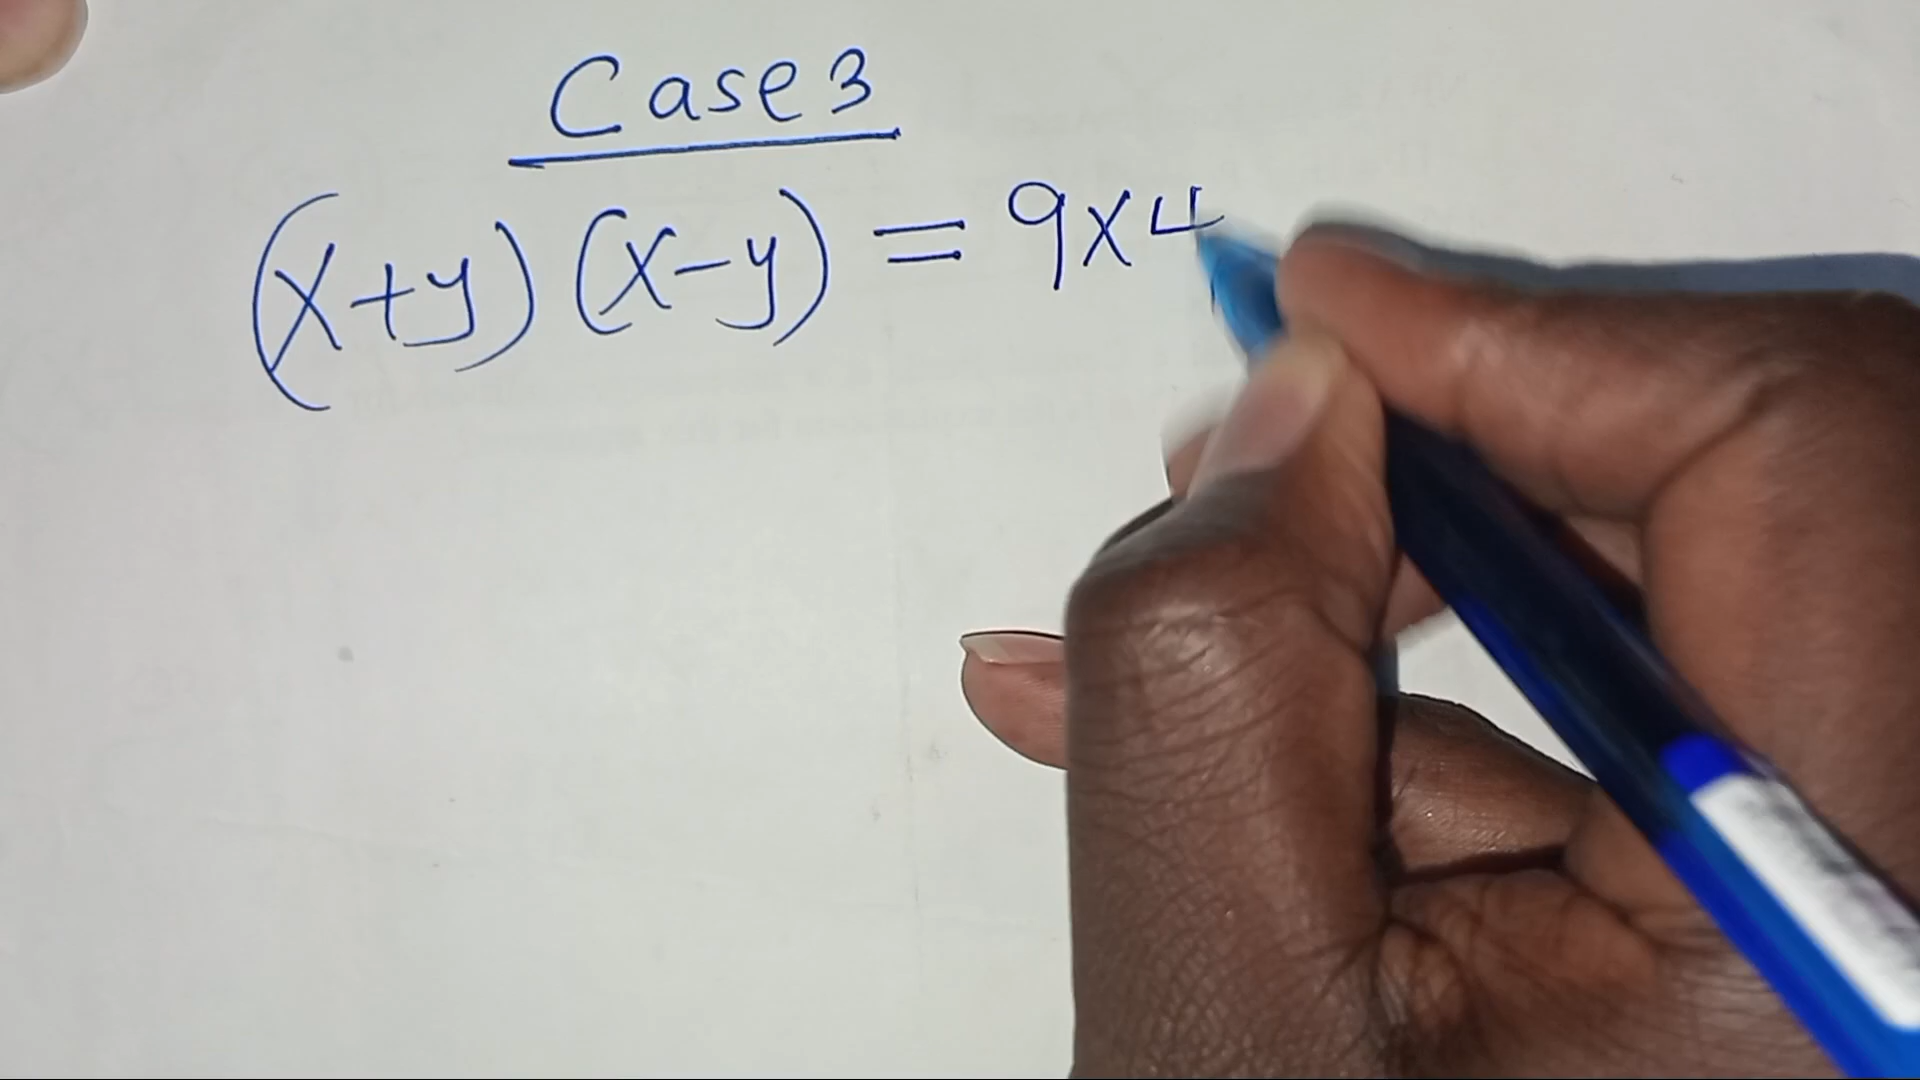 Case 3
(x+y)(x-y) = 9x4